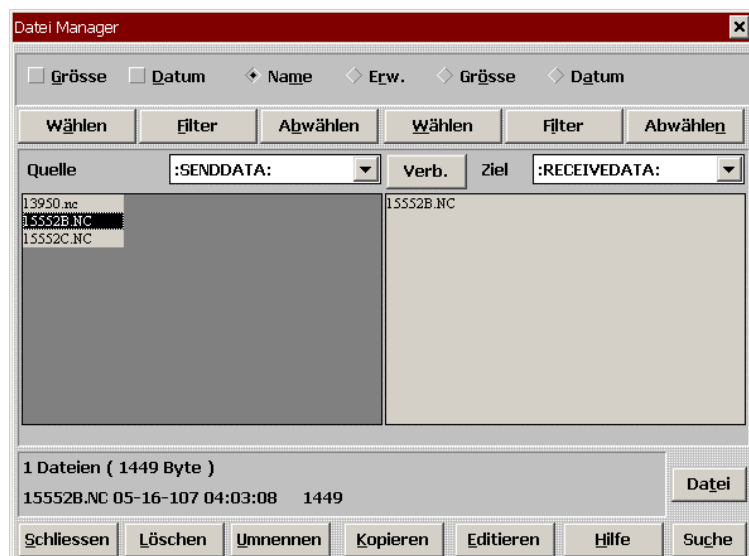 Datei Manager
Grösse Datum Name Erw. Grösse Datum
Wählen Filter Abwählen Wählen Filter Abwählen
Quelle :SENDDATA: Verb. Ziel :RECEIVEDATA:
13950.nc 15552B.NC
15552B.NC
15552C.NC
1 Dateien ( 1449 Byte )
15552B.NC 05-16-107 04:03:08 1449
Datei
Schliessen Löschen Umnennen Kopieren Editieren Hilfe Suche